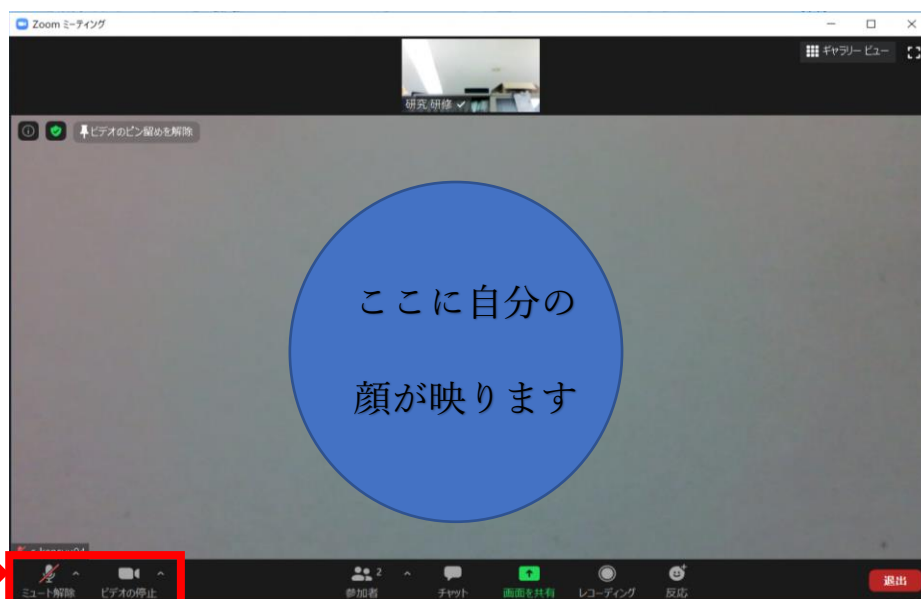 Zoom ミーティング
ギャラリー ビュー
研究 研修
ビデオのピン留めを解除
ここに自分の
顔が映ります
ミュート解除
ビデオの停止
2
参加者
チャット
画面を共有
レコーディング
反応
退出